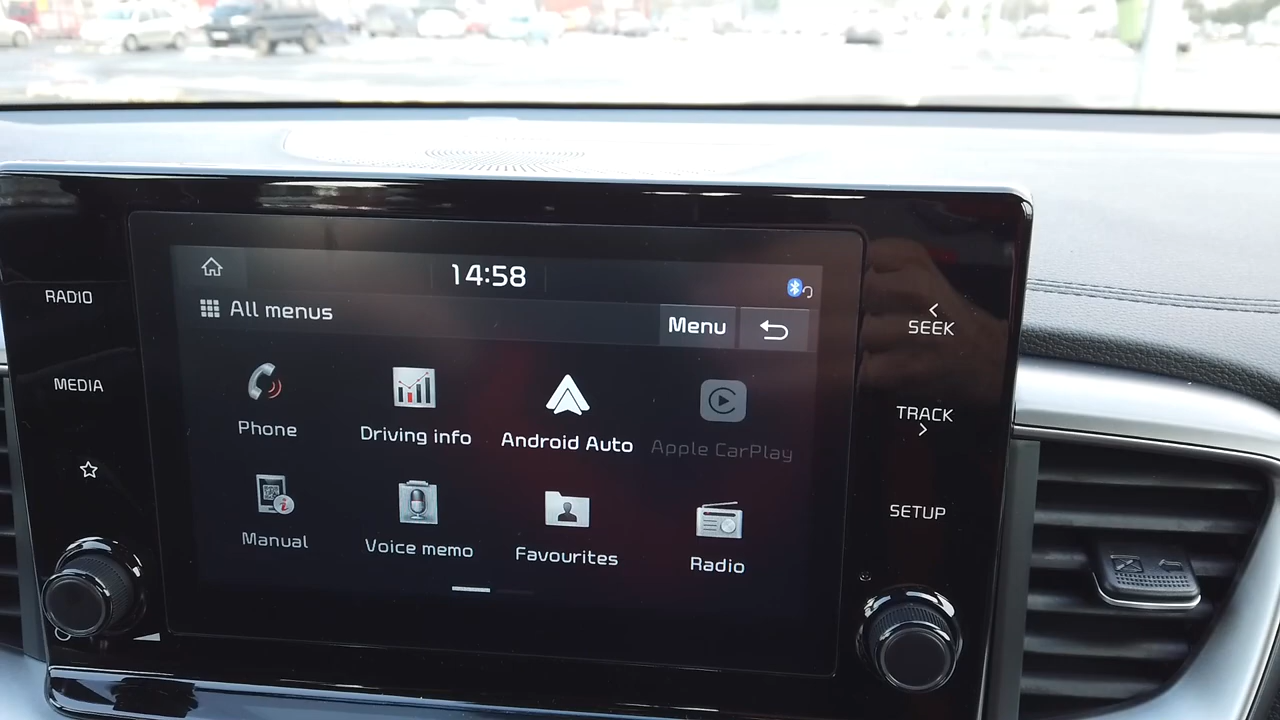 14:58
All menus
Menu
RADIO
MEDIA
Phone
Driving info
Android Auto
Apple CarPlay
Manual
Voice memo
Favourites
Radio
SEEK
TRACK
SETUP